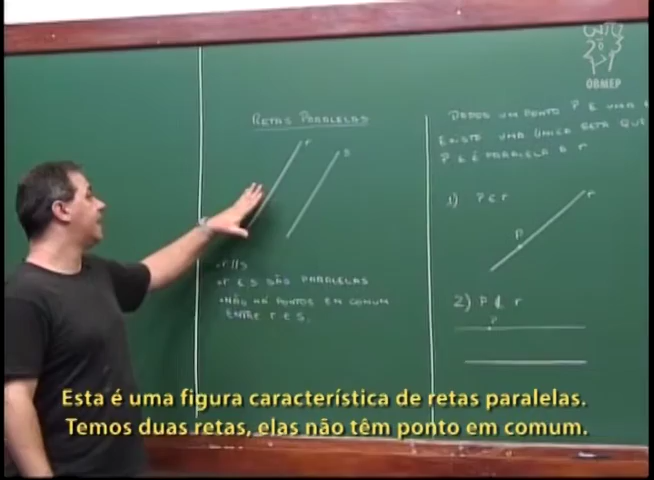 OBMEP
RETAS PARALELAS
r
s
• r//s
• r E s SÃO PARALELAS
• NÃO HÁ PONTOS EM COMUM
ENTRE r E s.
DADOS UM PONTO P E UMA
EXISTE UMA ÚNICA RETA QUE
P E É PARALELA A r
1) P ∈ r
r
P
2) P ∉ r
P
Esta é uma figura característica de retas paralelas.
Temos duas retas, elas não têm ponto em comum.